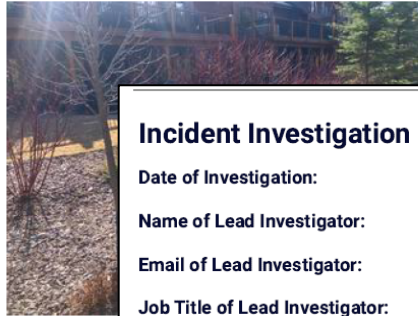 Incident Investigation
Date of Investigation:
Name of Lead Investigator:
Email of Lead Investigator:
Job Title of Lead Investigator: